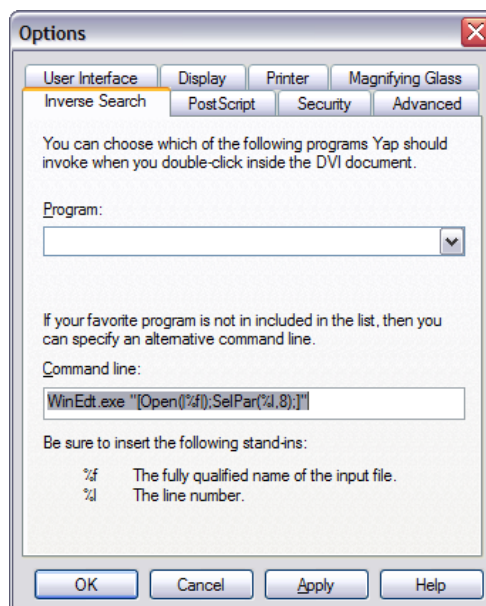 Options
User Interface Display Printer Magnifying Glass
Inverse Search PostScript Security Advanced
You can choose which of the following programs Yap should
invoke when you double-click inside the DVI document.
Program:
If your favorite program is not in included in the list, then you
can specify an alternative command line.
Command line:
WinEdt.exe "[Open(|%f|);SelPar(%l,8);]"
Be sure to insert the following stand-ins:
%f The fully qualified name of the input file.
%l The line number.
OK Cancel Apply Help